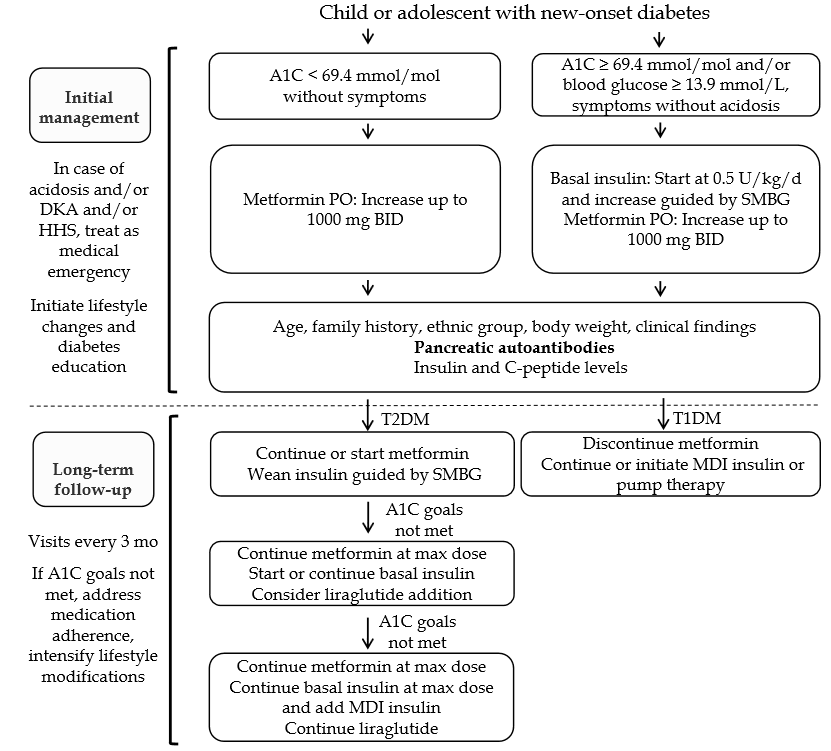 Child or adolescent with new-onset diabetes
Initial
management
In case of
acidosis and/or
DKA and/or
HHS, treat as
medical
emergency
Initiate lifestyle
changes and
diabetes
education
A1C < 69.4 mmol/mol
without symptoms
A1C ≥ 69.4 mmol/mol and/or
blood glucose ≥ 13.9 mmol/L,
symptoms without acidosis
Metformin PO: Increase up to
1000 mg BID
Basal insulin: Start at 0.5 U/kg/d
and increase guided by SMBG
Metformin PO: Increase up to
1000 mg BID
Age, family history, ethnic group, body weight, clinical findings
Pancreatic autoantibodies
Insulin and C-peptide levels
T2DM
T1DM
Long-term
follow-up
Visits every 3 mo
If A1C goals not
met, address
medication
adherence,
intensify lifestyle
modifications
Continue or start metformin
Wean insulin guided by SMBG
Discontinue metformin
Continue or initiate MDI insulin or
pump therapy
A1C goals
not met
Continue metformin at max dose
Start or continue basal insulin
Consider liraglutide addition
A1C goals
not met
Continue metformin at max dose
Continue basal insulin at max dose
and add MDI insulin
Continue liraglutide